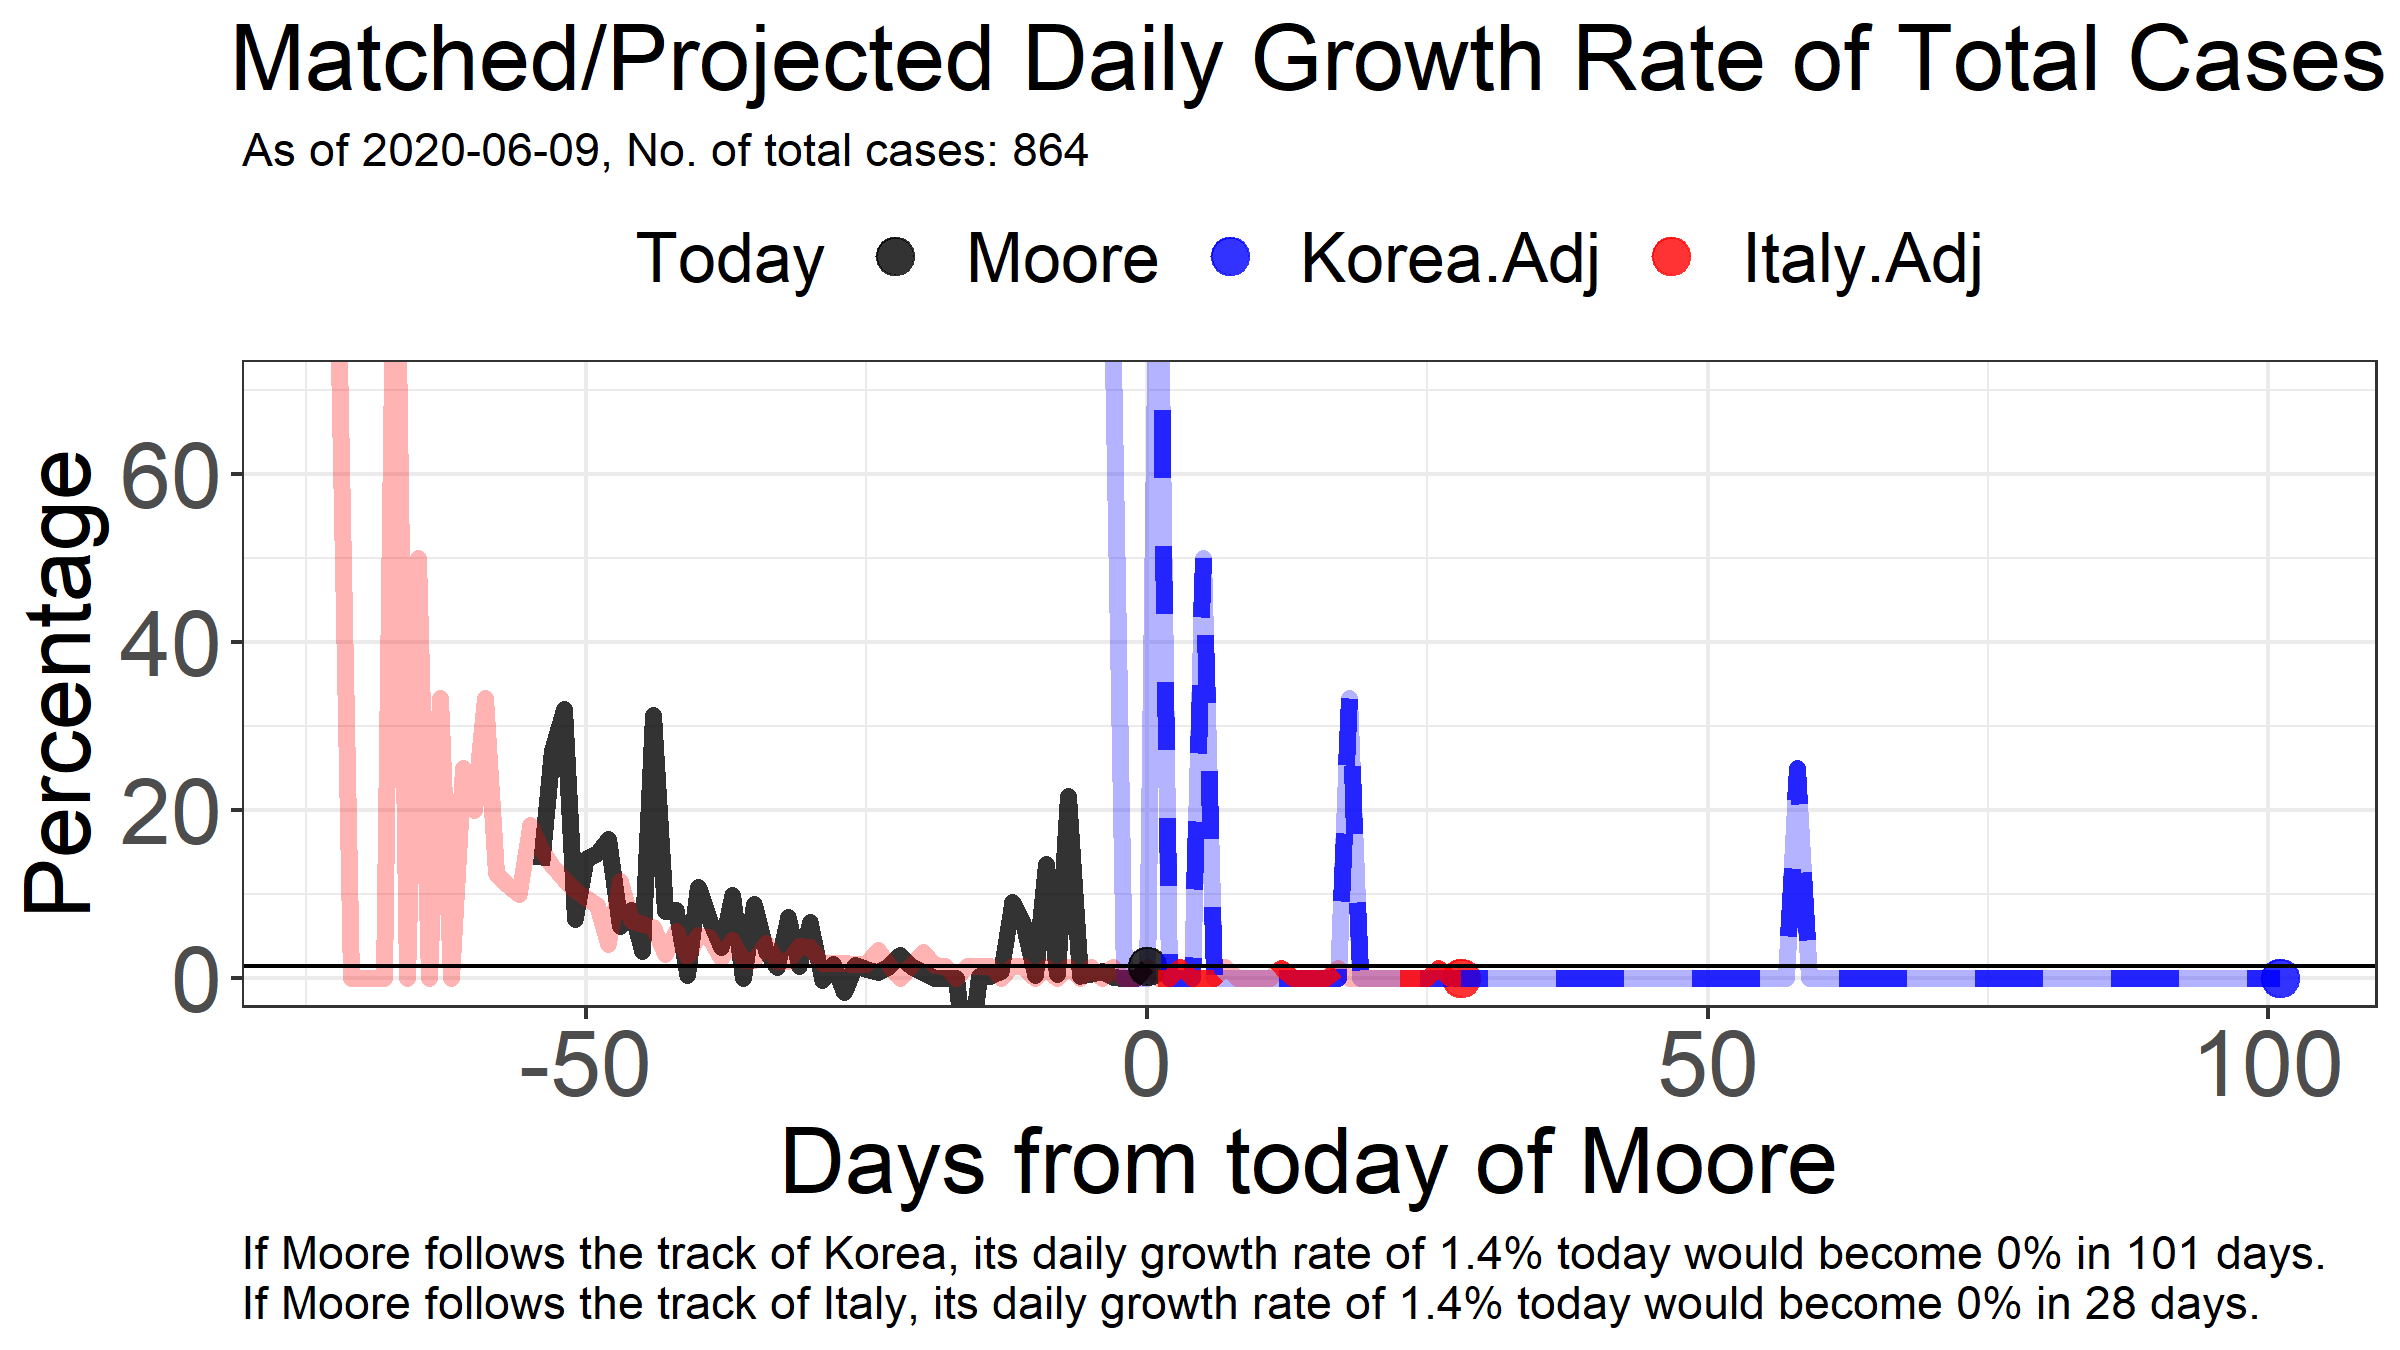 Matched/Projected Daily Growth Rate of Total Cases
As of 2020-06-09, No. of total cases: 864
Today Moore Korea.Adj Italy.Adj
Percentage
60
40
20
0
-50 0 50 100
Days from today of Moore
If Moore follows the track of Korea, its daily growth rate of 1.4% today would become 0% in 101 days.
If Moore follows the track of Italy, its daily growth rate of 1.4% today would become 0% in 28 days.